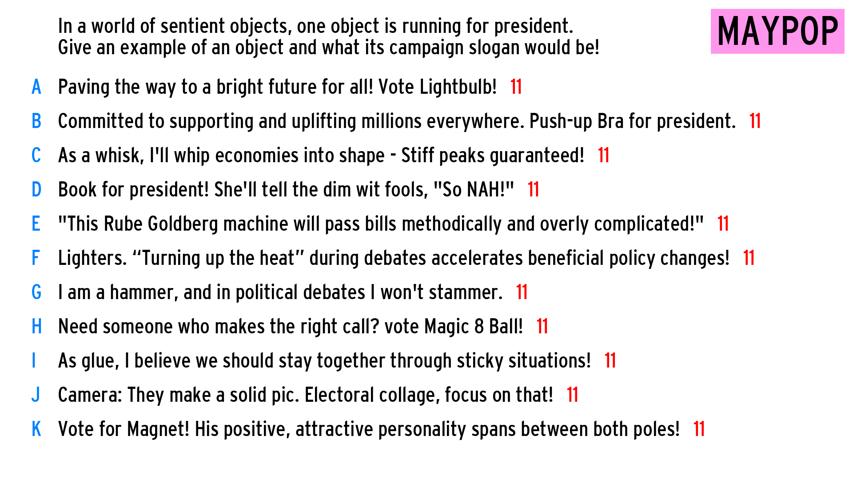 In a world of sentient objects, one object is running for president.
Give an example of an object and what its campaign slogan would be!
MAYPOP
A Paving the way to a bright future for all! Vote Lightbulb! 11
B Committed to supporting and uplifting millions everywhere. Push-up Bra for president. 11
C As a whisk, I'll whip economies into shape - Stiff peaks guaranteed! 11
D Book for president! She'll tell the dim wit fools, "So NAH!" 11
E "This Rube Goldberg machine will pass bills methodically and overly complicated!" 11
F Lighters. “Turning up the heat” during debates accelerates beneficial policy changes! 11
G I am a hammer, and in political debates I won't stammer. 11
H Need someone who makes the right call? vote Magic 8 Ball! 11
I As glue, I believe we should stay together through sticky situations! 11
J Camera: They make a solid pic. Electoral collage, focus on that! 11
K Vote for Magnet! His positive, attractive personality spans between both poles! 11